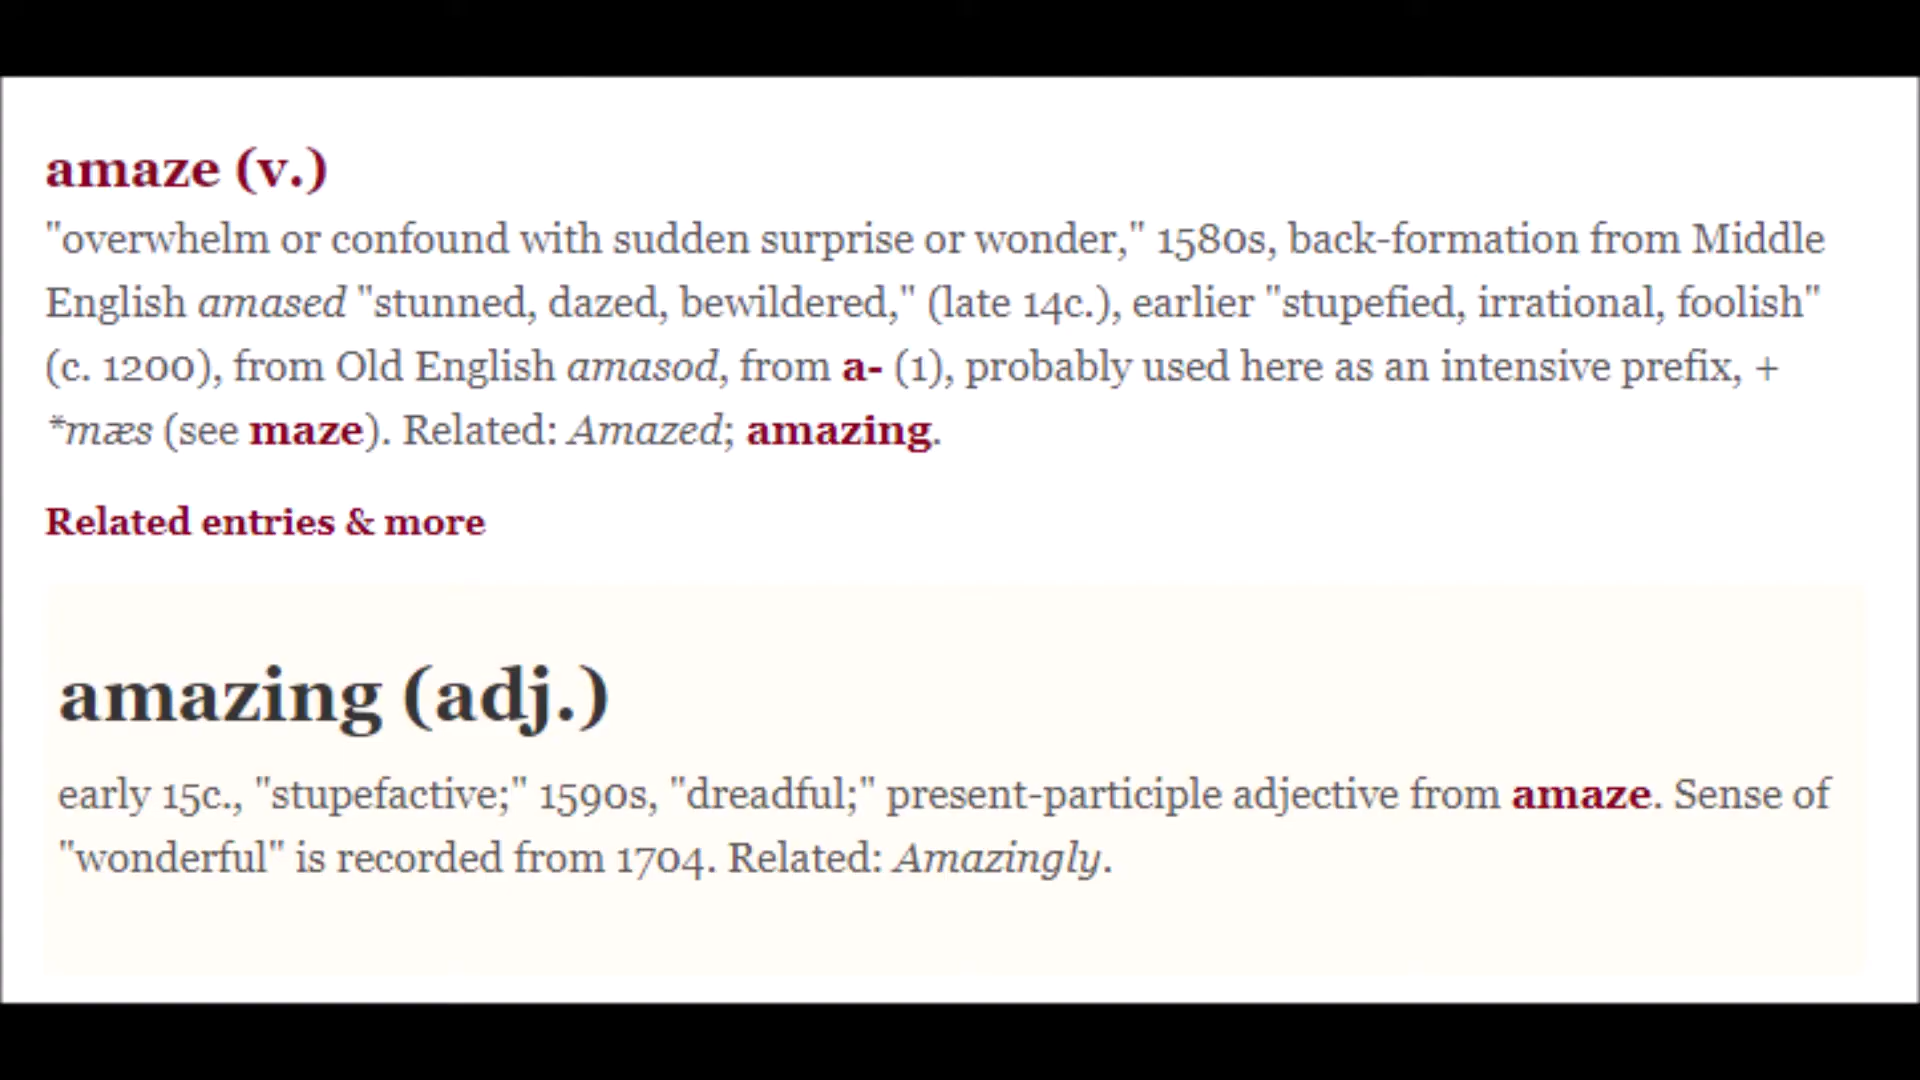 amaze (v.)
"overwhelm or confound with sudden surprise or wonder," 1580s, back-formation from Middle
English amased "stunned, dazed, bewildered," (late 14c.), earlier "stupefied, irrational, foolish"
(c. 1200), from Old English amasod, from a- (1), probably used here as an intensive prefix, +
*mæs (see maze). Related: Amazed; amazing.
Related entries & more
amazing (adj.)
early 15c., "stupefactive;" 1590s, "dreadful;" present-participle adjective from amaze. Sense of
"wonderful" is recorded from 1704. Related: Amazingly.